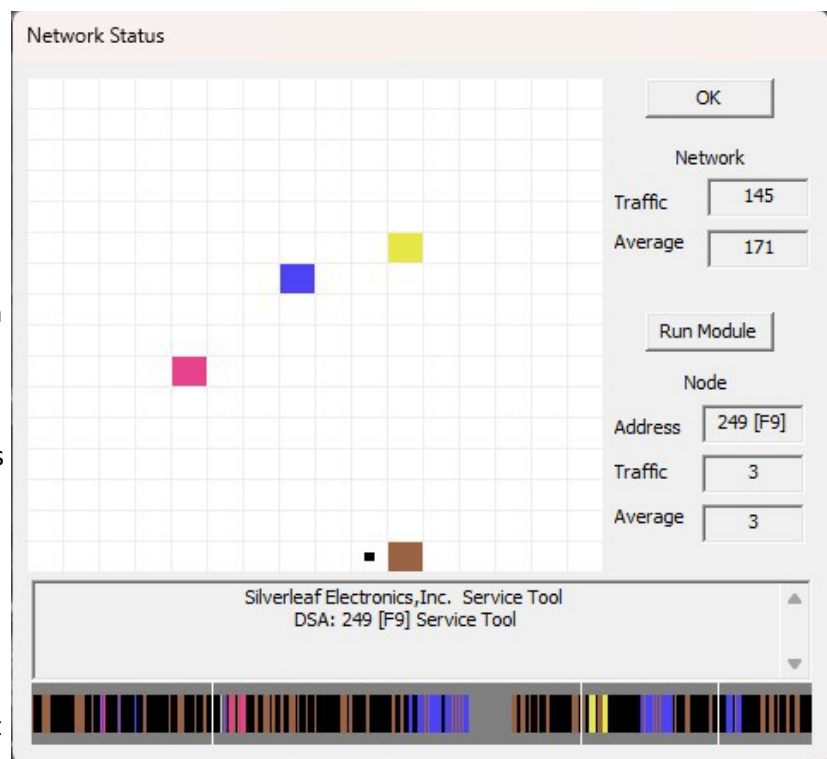 Network Status
OK
Network
Traffic 145
Average 171
Run Module
Node
Address 249 [F9]
Traffic 3
Average 3
Silverleaf Electronics,Inc. Service Tool
DSA: 249 [F9] Service Tool